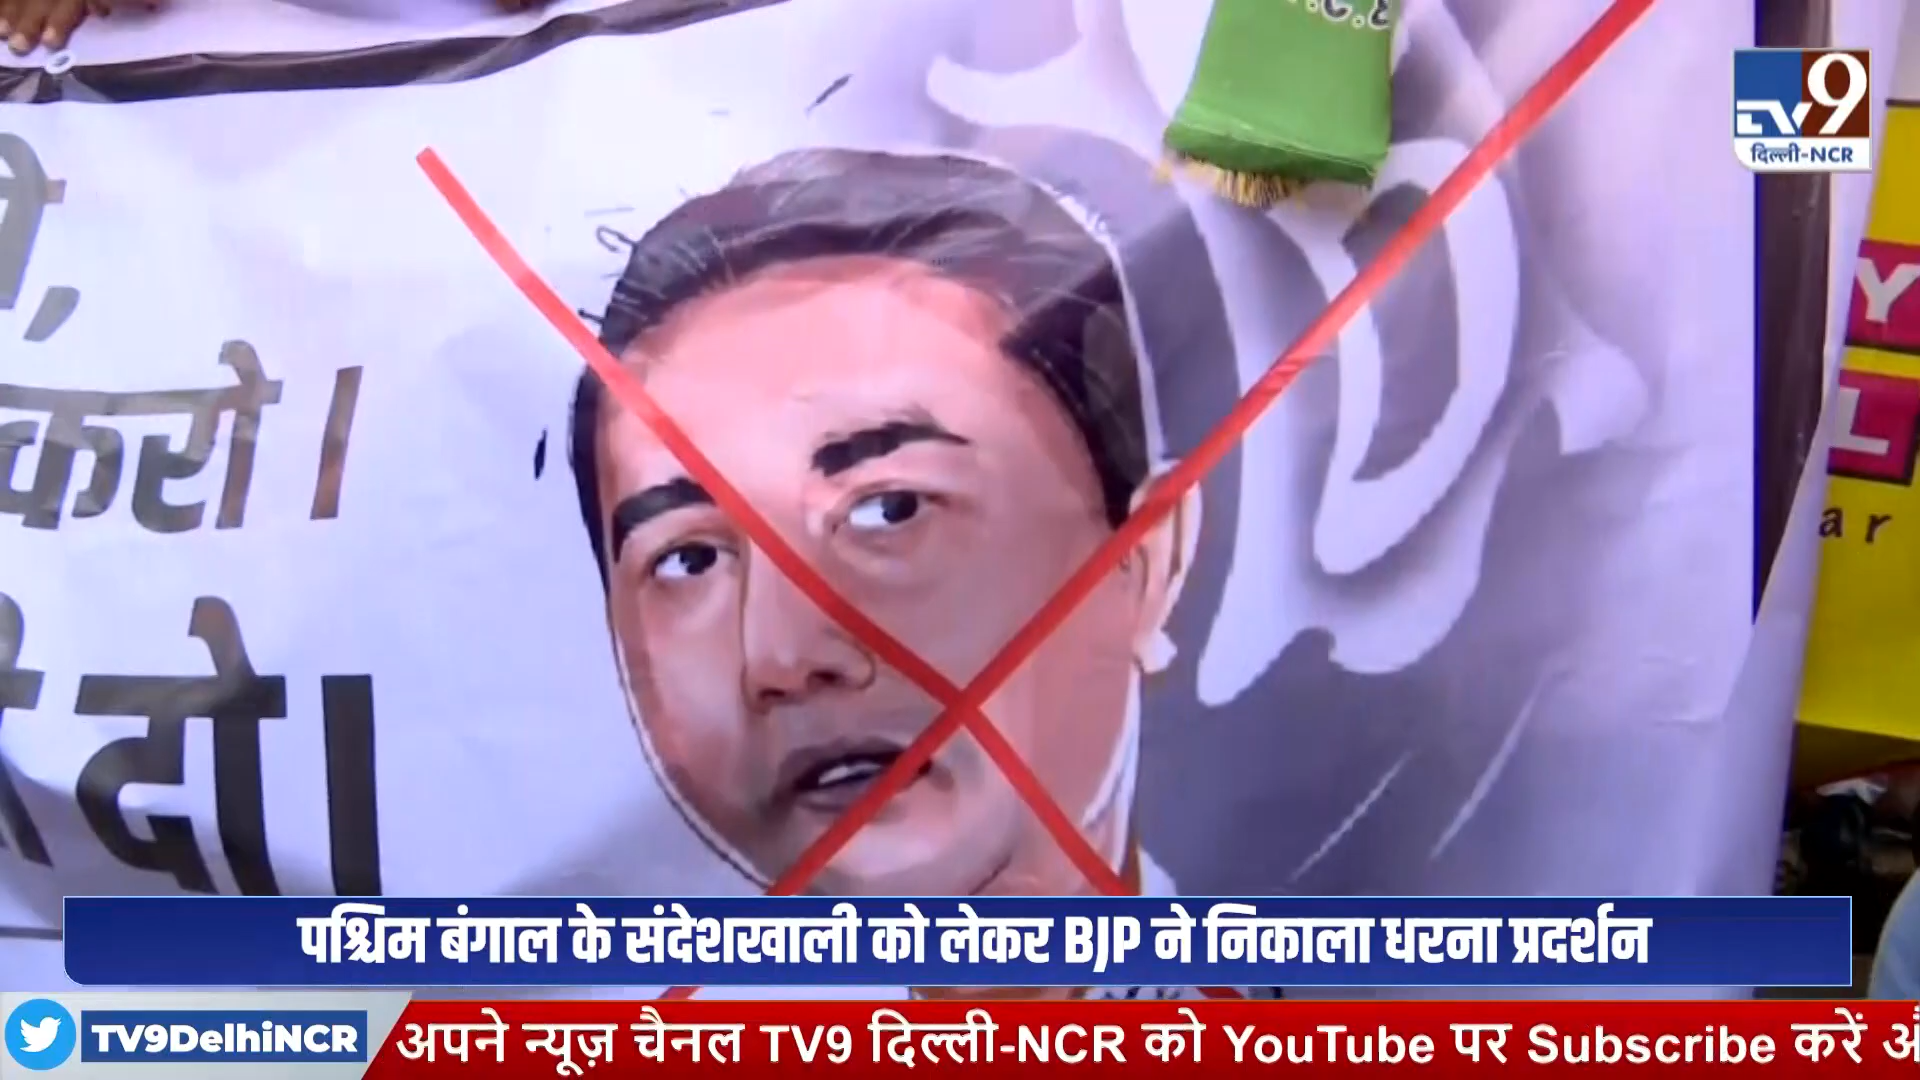 TV9
दिल्ली-NCR
करो ।
दो।
Y
L
ar
पश्चिम बंगाल के संदेशखाली को लेकर BJP ने निकाला धरना प्रदर्शन
TV9DelhiNCR
अपने न्यूज़ चैनल TV9 दिल्ली-NCR को YouTube पर Subscribe करें